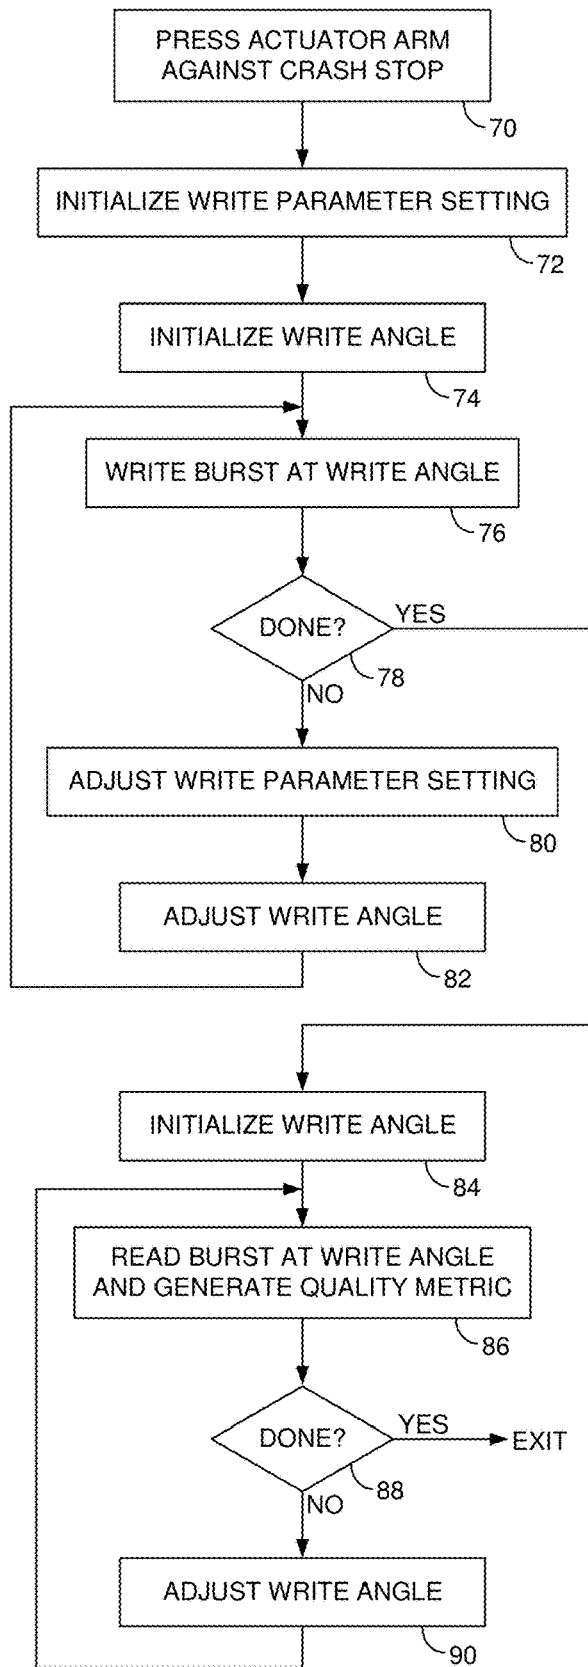 PRESS ACTUATOR ARM
AGAINST CRASH STOP
70
INITIALIZE WRITE PARAMETER SETTING
72
INITIALIZE WRITE ANGLE
74
WRITE BURST AT WRITE ANGLE
76
DONE?
YES
78
NO
ADJUST WRITE PARAMETER SETTING
80
ADJUST WRITE ANGLE
82
INITIALIZE WRITE ANGLE
84
READ BURST AT WRITE ANGLE
AND GENERATE QUALITY METRIC
86
DONE?
YES
EXIT
88
NO
ADJUST WRITE ANGLE
90